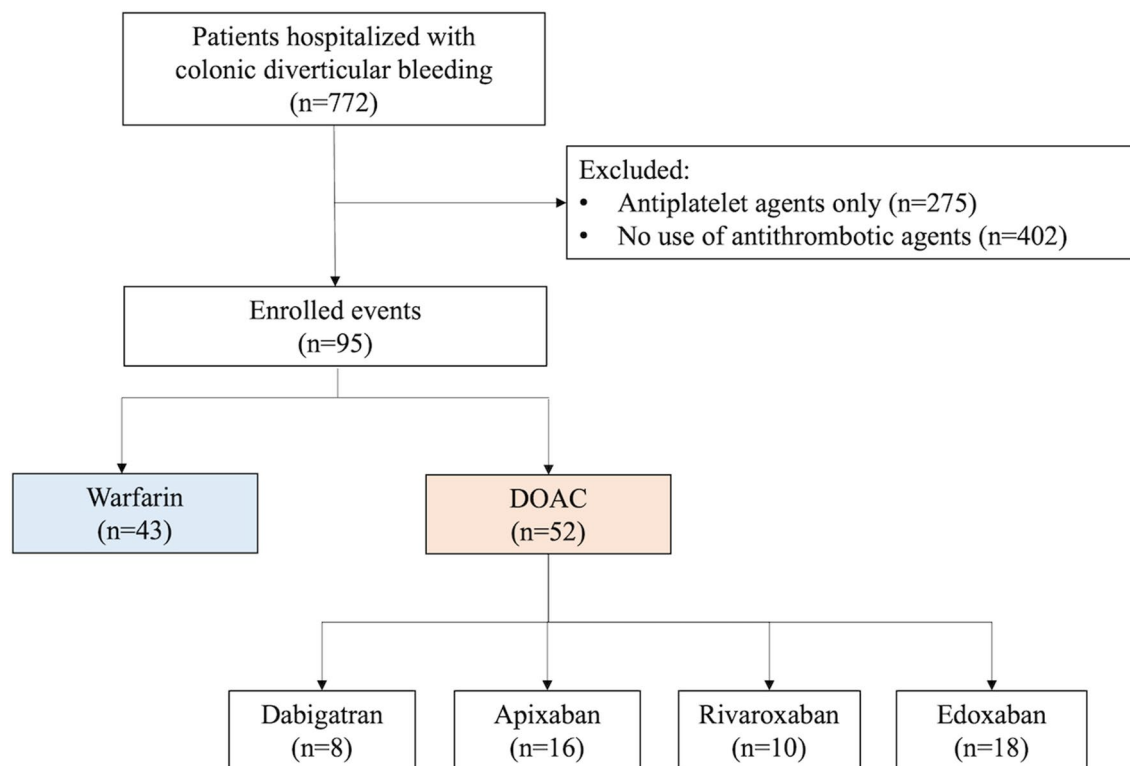 Patients hospitalized with
colonic diverticular bleeding
(n=772)
Excluded:
• Antiplatelet agents only (n=275)
• No use of antithrombotic agents (n=402)
Enrolled events
(n=95)
Warfarin
(n=43)
DOAC
(n=52)
Dabigatran
(n=8)
Apixaban
(n=16)
Rivaroxaban
(n=10)
Edoxaban
(n=18)